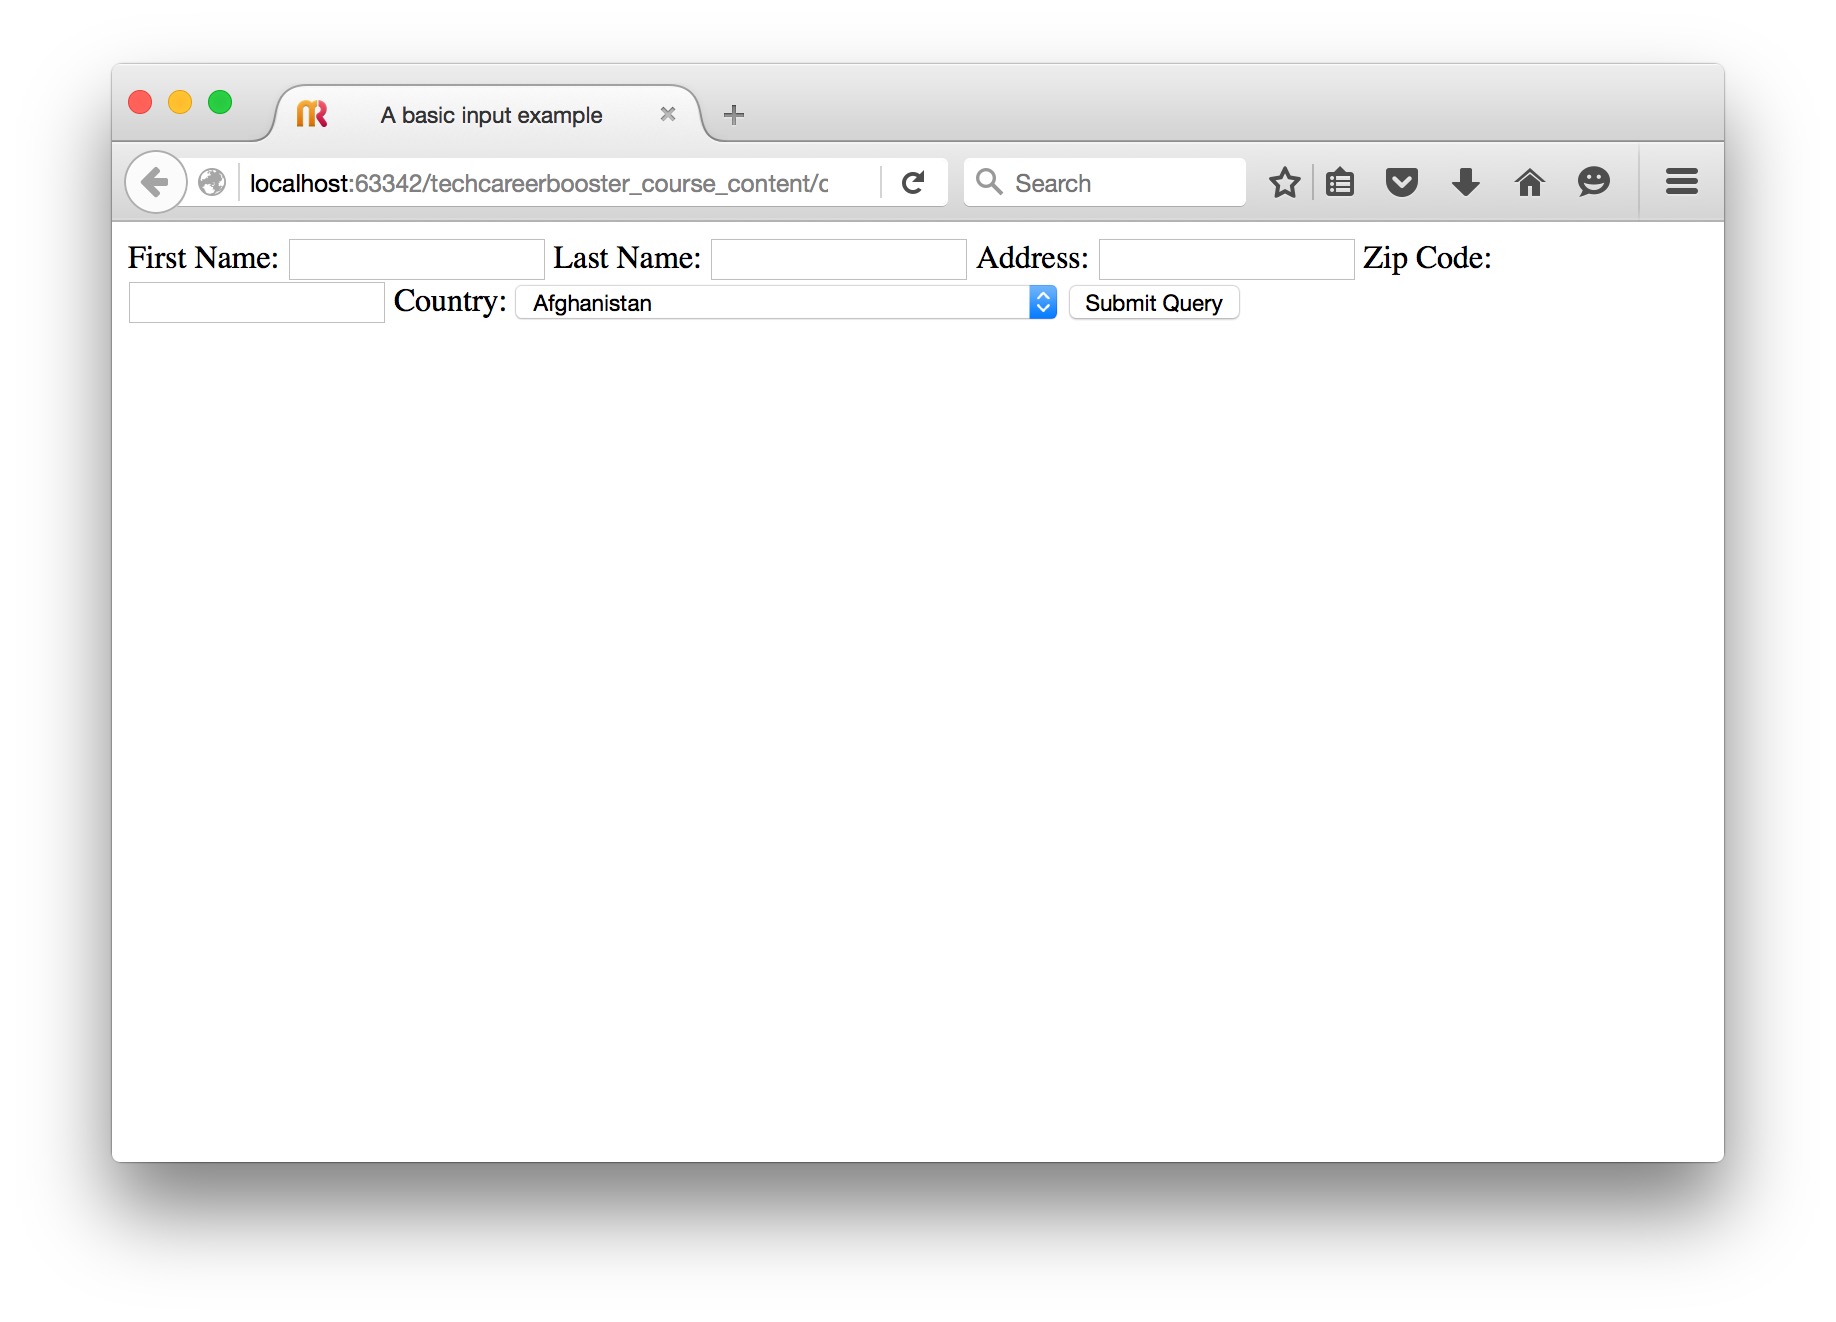 A basic input example
localhost:63342/techcareerbooster_course_content/c
Search
First Name: Last Name: Address: Zip Code:
Country: Afghanistan Submit Query